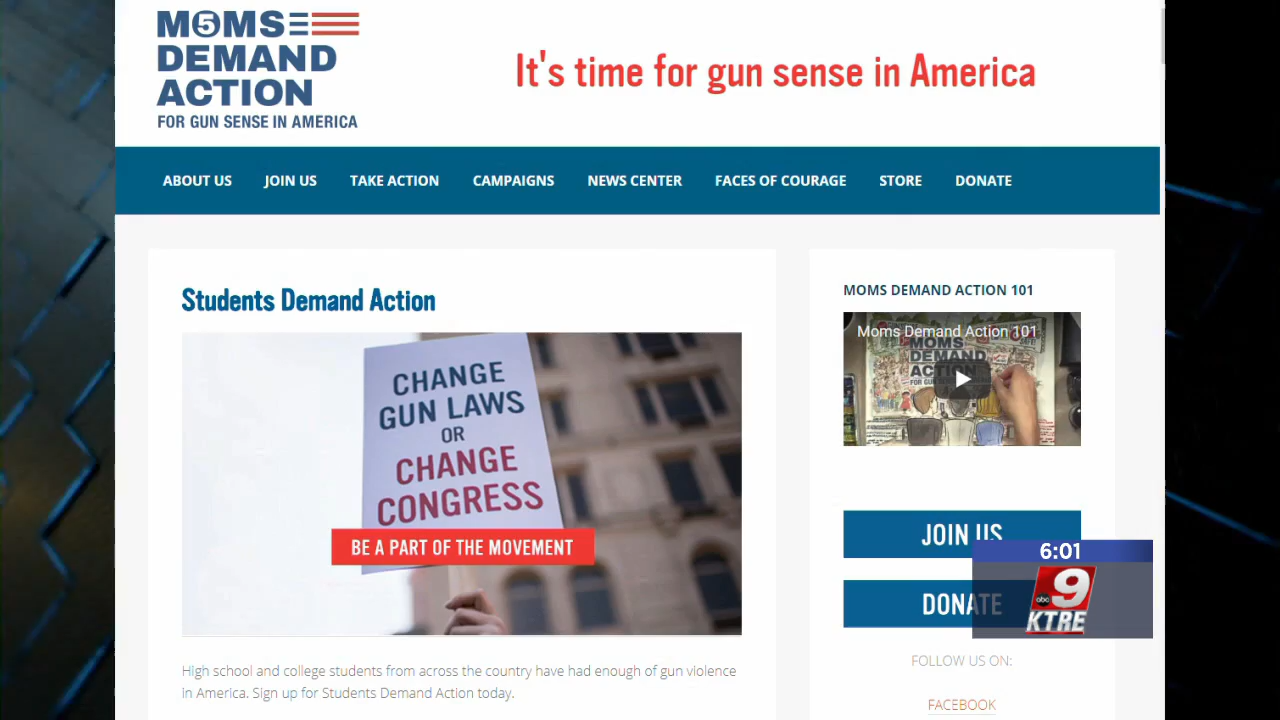 M5MS
DEMAND
ACTION
FOR GUN SENSE IN AMERICA
It's time for gun sense in America
ABOUT US JOIN US TAKE ACTION CAMPAIGNS NEWS CENTER FACES OF COURAGE STORE DONATE
Students Demand Action
CHANGE
GUN LAWS
OR
CHANGE
CONGRESS
BE A PART OF THE MOVEMENT
High school and college students from across the country have had enough of gun violence
in America. Sign up for Students Demand Action today.
MOMS DEMAND ACTION 101
Moms Demand Action 101
MOMS
DEMAND
ACTION
JOIN US
DONATE
6:01
abc 9
KTRE
FOLLOW US ON:
FACEBOOK